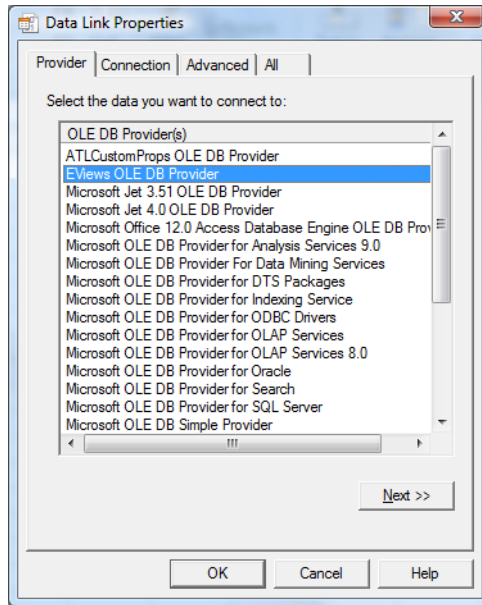 Data Link Properties
Provider Connection Advanced All
Select the data you want to connect to:
OLE DB Provider(s)
ATLCustomProps OLE DB Provider
EViews OLE DB Provider
Microsoft Jet 3.51 OLE DB Provider
Microsoft Jet 4.0 OLE DB Provider
Microsoft Office 12.0 Access Database Engine OLE DB Prov
Microsoft OLE DB Provider for Analysis Services 9.0
Microsoft OLE DB Provider For Data Mining Services
Microsoft OLE DB Provider for DTS Packages
Microsoft OLE DB Provider for Indexing Service
Microsoft OLE DB Provider for ODBC Drivers
Microsoft OLE DB Provider for OLAP Services
Microsoft OLE DB Provider for OLAP Services 8.0
Microsoft OLE DB Provider for Oracle
Microsoft OLE DB Provider for Search
Microsoft OLE DB Provider for SQL Server
Microsoft OLE DB Simple Provider
Next >>
OK Cancel Help